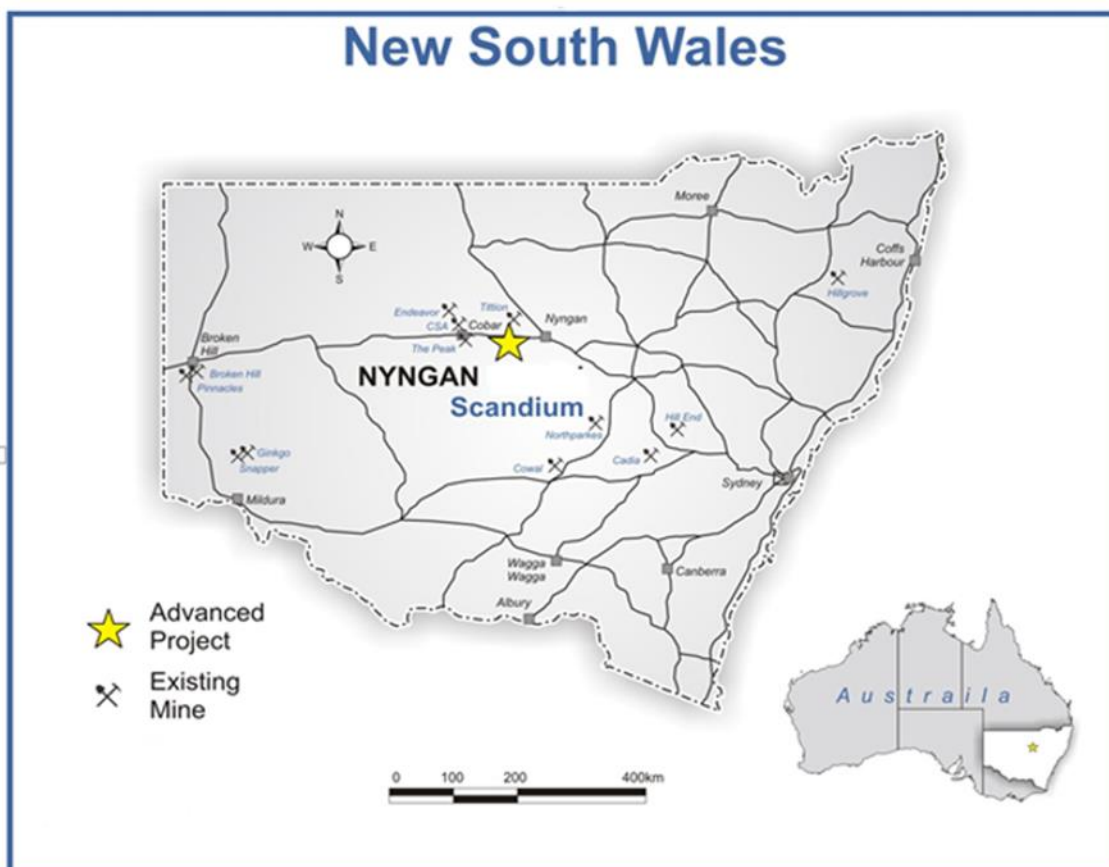 New South Wales
N
W
E
S
Moree
Coffs
Harbour
Hillgrove
Endeavor
Tittion
CSA
Cobar
Nyngan
The Peak
Broken
Hill
Broken Hill
Pinnacles
NYNGAN
Scandium
Northparkes
Hill End
Ginkgo
Snapper
Cowal
Cadia
Sydney
Mildura
Wagga
Wagga
Canberra
Albury
Advanced
Project
Existing
Mine
Austraila
0 100 200 400km